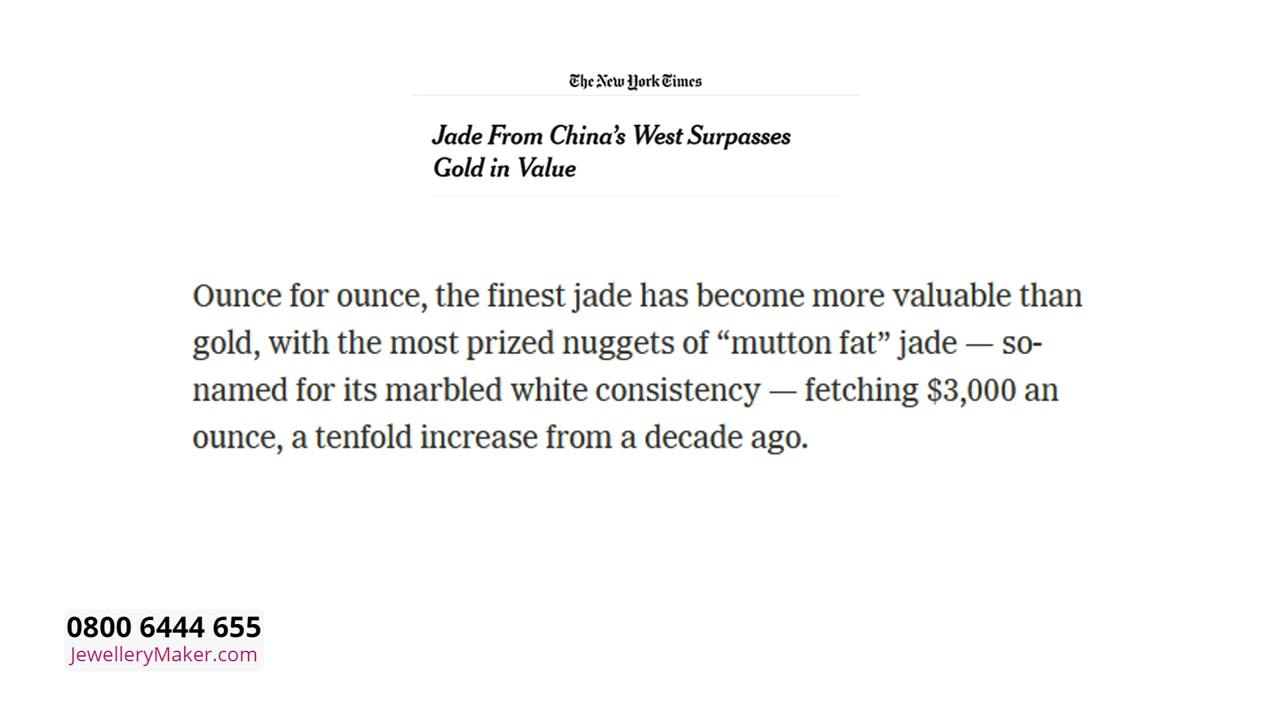 The New York Times
Jade From China’s West Surpasses
Gold in Value
Ounce for ounce, the finest jade has become more valuable than
gold, with the most prized nuggets of “mutton fat” jade — so-
named for its marbled white consistency — fetching $3,000 an
ounce, a tenfold increase from a decade ago.
0800 6444 655
JewelleryMaker.com